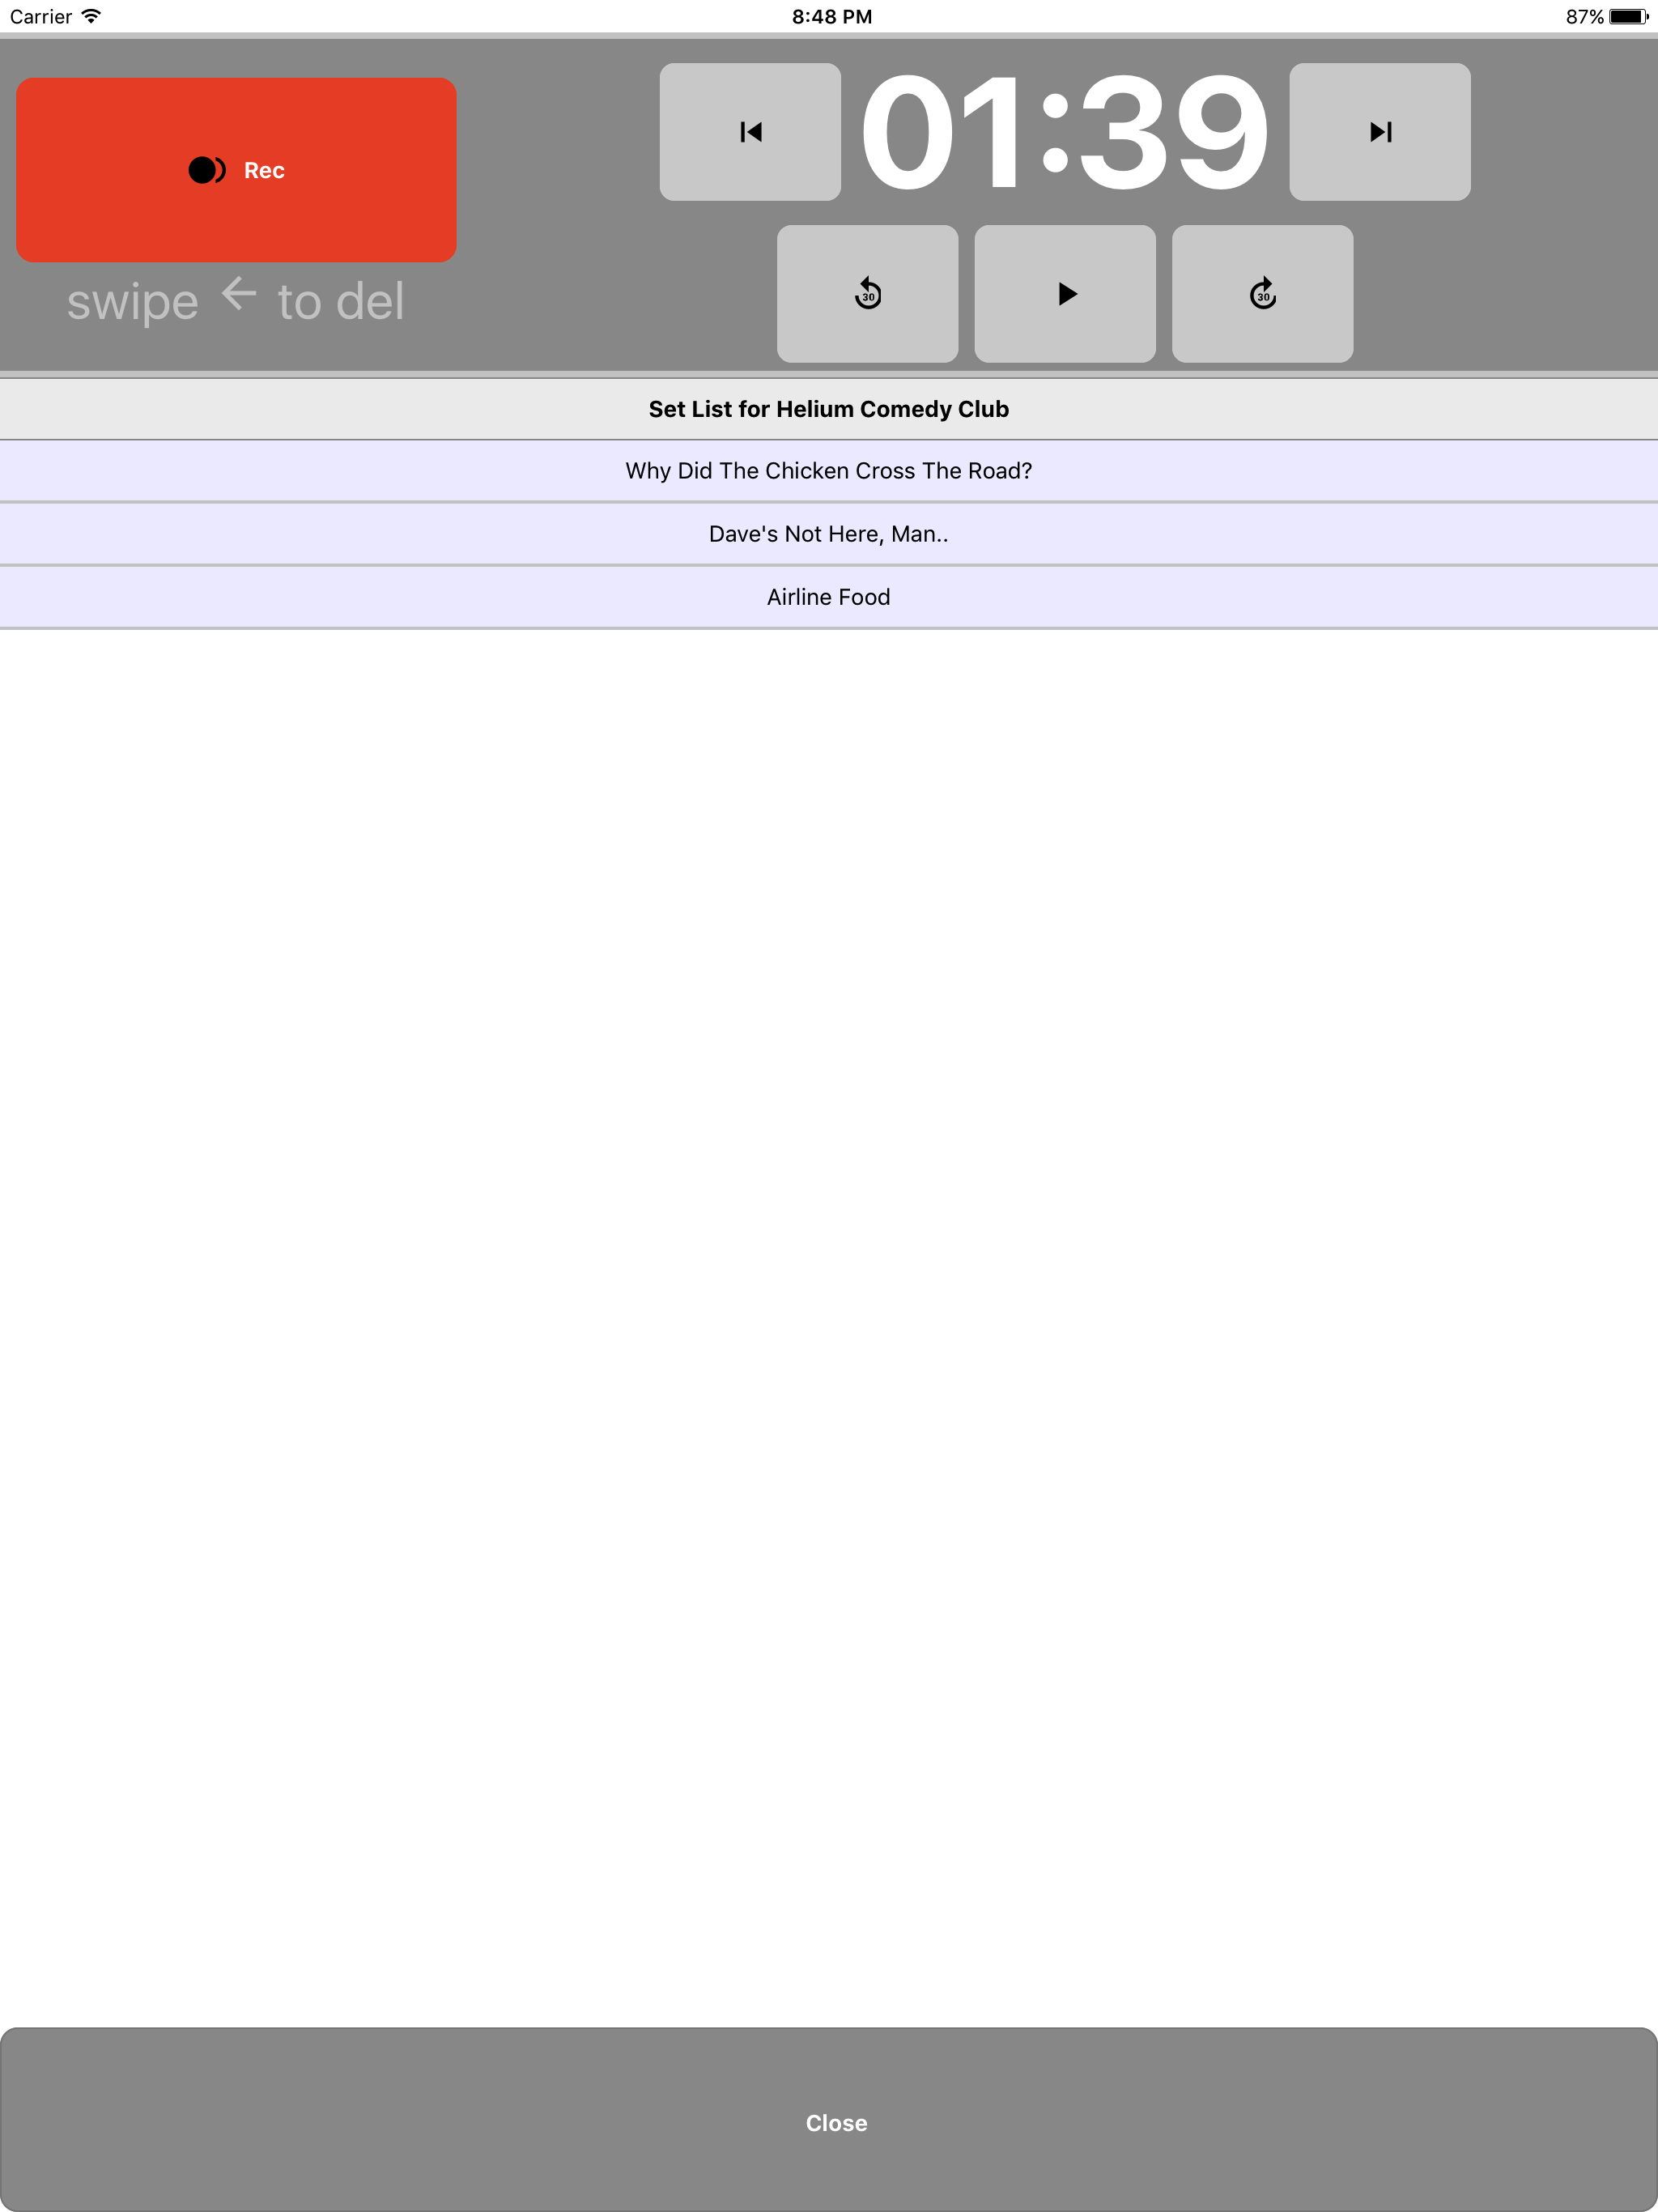 Carrier 8:48 PM 87%
01:39
Rec
swipe ← to del
30 30
Set List for Helium Comedy Club
Why Did The Chicken Cross The Road?
Dave's Not Here, Man..
Airline Food
Close